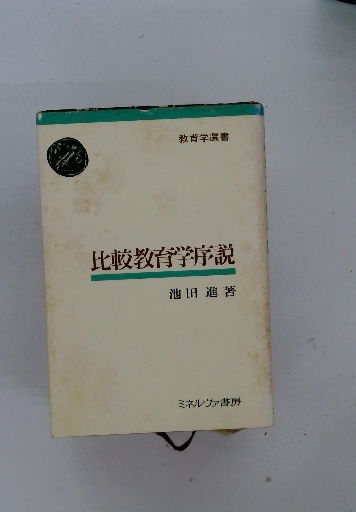 教育学選書
比較教育学序説
池田進著
ミネルヴァ書房